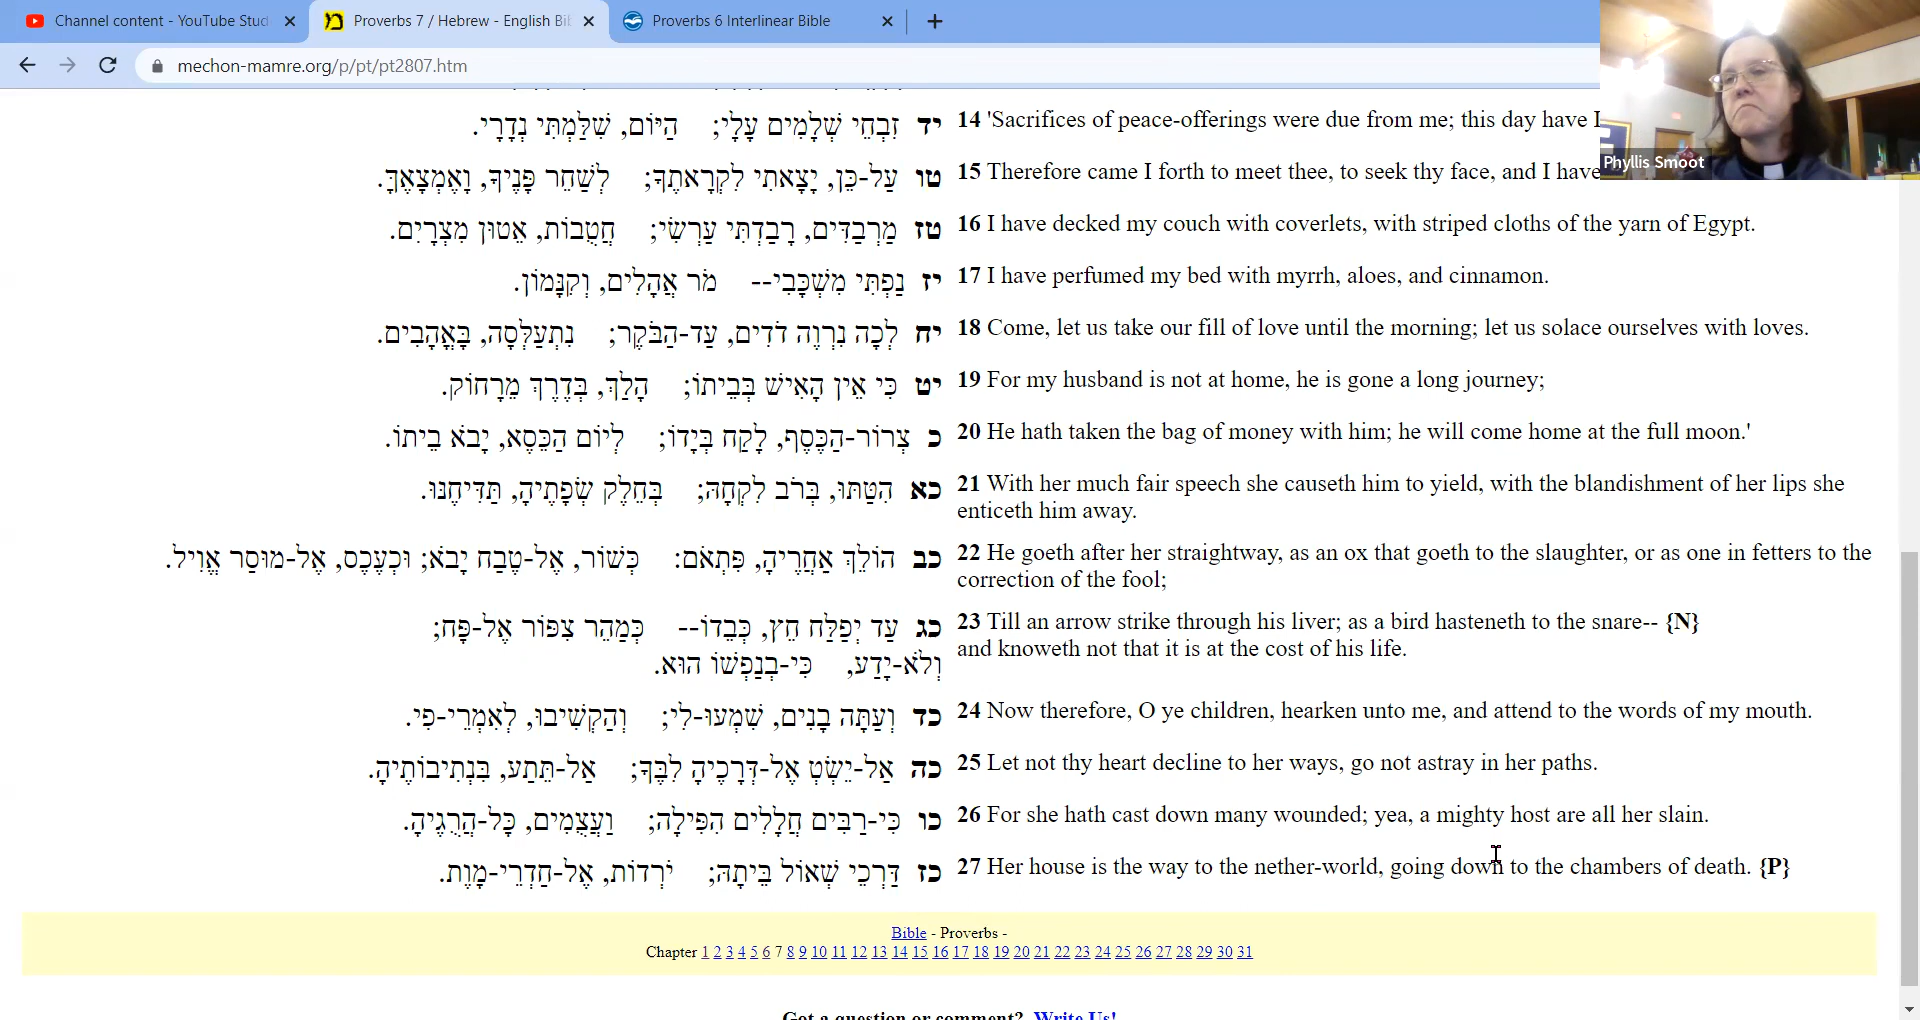 Channel content - YouTube Stud
Proverbs 7 / Hebrew - English Bib
Proverbs 6 Interlinear Bible
mechon-mamre.org/p/pt/pt2807.htm
Phyllis Smoot
יד זִבְחֵי שְׁלָמִים עָלָי; הַיּוֹם, שִׁלַּמְתִּי נְדָרָי.
14 'Sacrifices of peace-offerings were due from me; this day have I
טו עַל-כֵּן, יָצָאתִי לִקְרָאתֶךָ; לְשַׁחֵר פָּנֶיךָ, וָאֶמְצָאֶךָּ.
15 Therefore came I forth to meet thee, to seek thy face, and I have
טז מַרְבַדִּים, רָבַדְתִּי עַרְשִׂי; חֲטֻבוֹת, אֵטוּן מִצְרָיִם.
16 I have decked my couch with coverlets, with striped cloths of the yarn of Egypt.
יז נַפְתִּי מִשְׁכָּבִי-- מֹר אֲהָלִים, וְקִנָּמוֹן.
17 I have perfumed my bed with myrrh, aloes, and cinnamon.
יח לְכָה נִרְוֶה דֹדִים, עַד-הַבֹּקֶר; נִתְעַלְּסָה, בָּאֳהָבִים.
18 Come, let us take our fill of love until the morning; let us solace ourselves with loves.
יט כִּי אֵין הָאִישׁ בְּבֵיתוֹ; הָלַךְ, בְּדֶרֶךְ מֵרָחוֹק.
19 For my husband is not at home, he is gone a long journey;
כ צְרוֹר-הַכֶּסֶף, לָקַח בְּיָדוֹ; לְיוֹם הַכֵּסֶא, יָבֹא בֵיתוֹ.
20 He hath taken the bag of money with him; he will come home at the full moon.'
כא הִטַּתּוּ, בְּרֹב לִקְחָהּ; בְּחֵלֶק שְׂפָתֶיהָ, תַּדִּיחֶנּוּ.
21 With her much fair speech she causeth him to yield, with the blandishment of her lips she
enticeth him away.
כב הוֹלֵךְ אַחֲרֶיהָ, פִּתְאֹם: כְּשׁוֹר, אֶל-טֶבַח יָבֹא; וּכְעֶכֶס, אֶל-מוּסַר אֱוִיל.
22 He goeth after her straightway, as an ox that goeth to the slaughter, or as one in fetters to the
correction of the fool;
כג עַד יְפַלַּח חֵץ, כְּבֵדוֹ-- כְּמַהֵר צִפּוֹר אֶל-פָּח;
וְלֹא-יָדַע, כִּי-בְנַפְשׁוֹ הוּא.
23 Till an arrow strike through his liver; as a bird hasteneth to the snare-- {N}
and knoweth not that it is at the cost of his life.
כד וְעַתָּה בָנִים, שִׁמְעוּ-לִי; וְהַקְשִׁיבוּ, לְאִמְרֵי-פִי.
24 Now therefore, O ye children, hearken unto me, and attend to the words of my mouth.
כה אַל-יֵשְׂטְ אֶל-דְּרָכֶיהָ לִבֶּךָ; אַל-תֵּתַע, בִּנְתִיבוֹתֶיהָ.
25 Let not thy heart decline to her ways, go not astray in her paths.
כו כִּי-רַבִּים חֲלָלִים הִפִּילָה; וַעֲצֻמִים, כָּל-הֲרֻגֶיהָ.
26 For she hath cast down many wounded; yea, a mighty host are all her slain.
כז דַּרְכֵי שְׁאוֹל בֵּיתָהּ; יֹרְדוֹת, אֶל-חַדְרֵי-מָוֶת.
27 Her house is the way to the nether-world, going down to the chambers of death. {P}
Bible - Proverbs -
Chapter 1 2 3 4 5 6 7 8 9 10 11 12 13 14 15 16 17 18 19 20 21 22 23 24 25 26 27 28 29 30 31
Got a question or comment? Write Us!